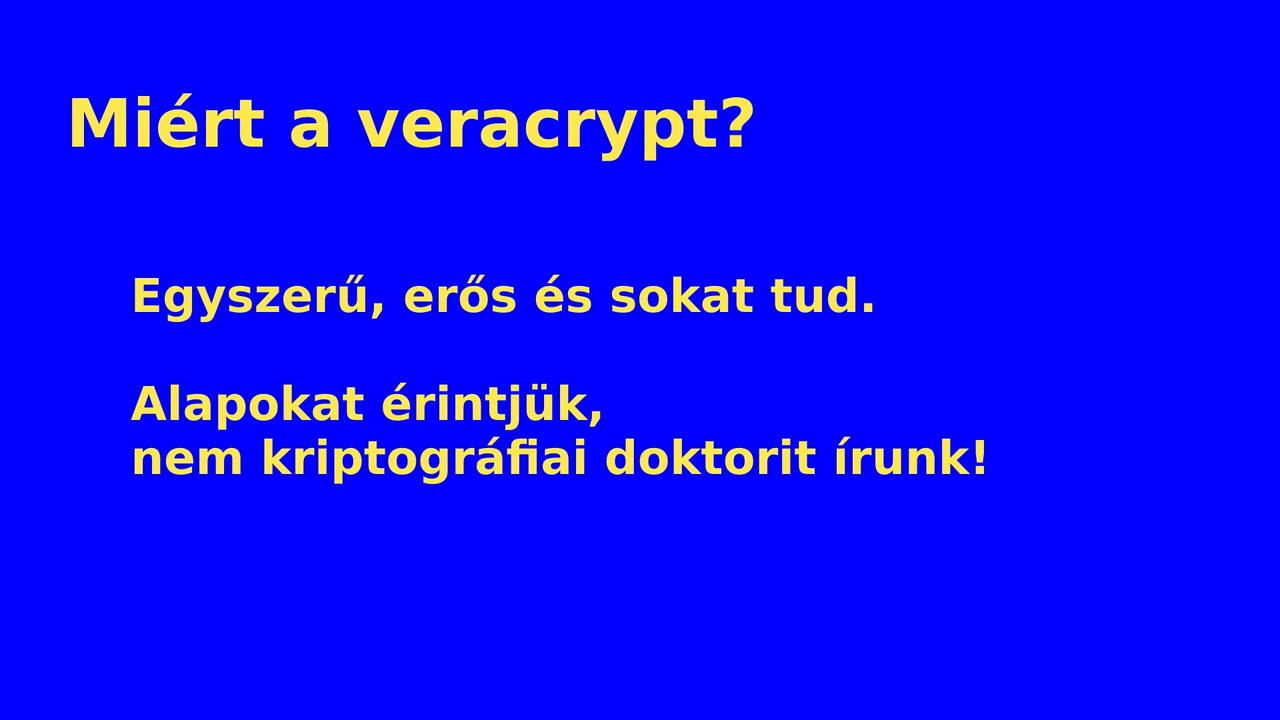 Miért a veracrypt?
Egyszerű, erős és sokat tud.
Alapokat érintjük,
nem kriptográfiai doktorit írunk!